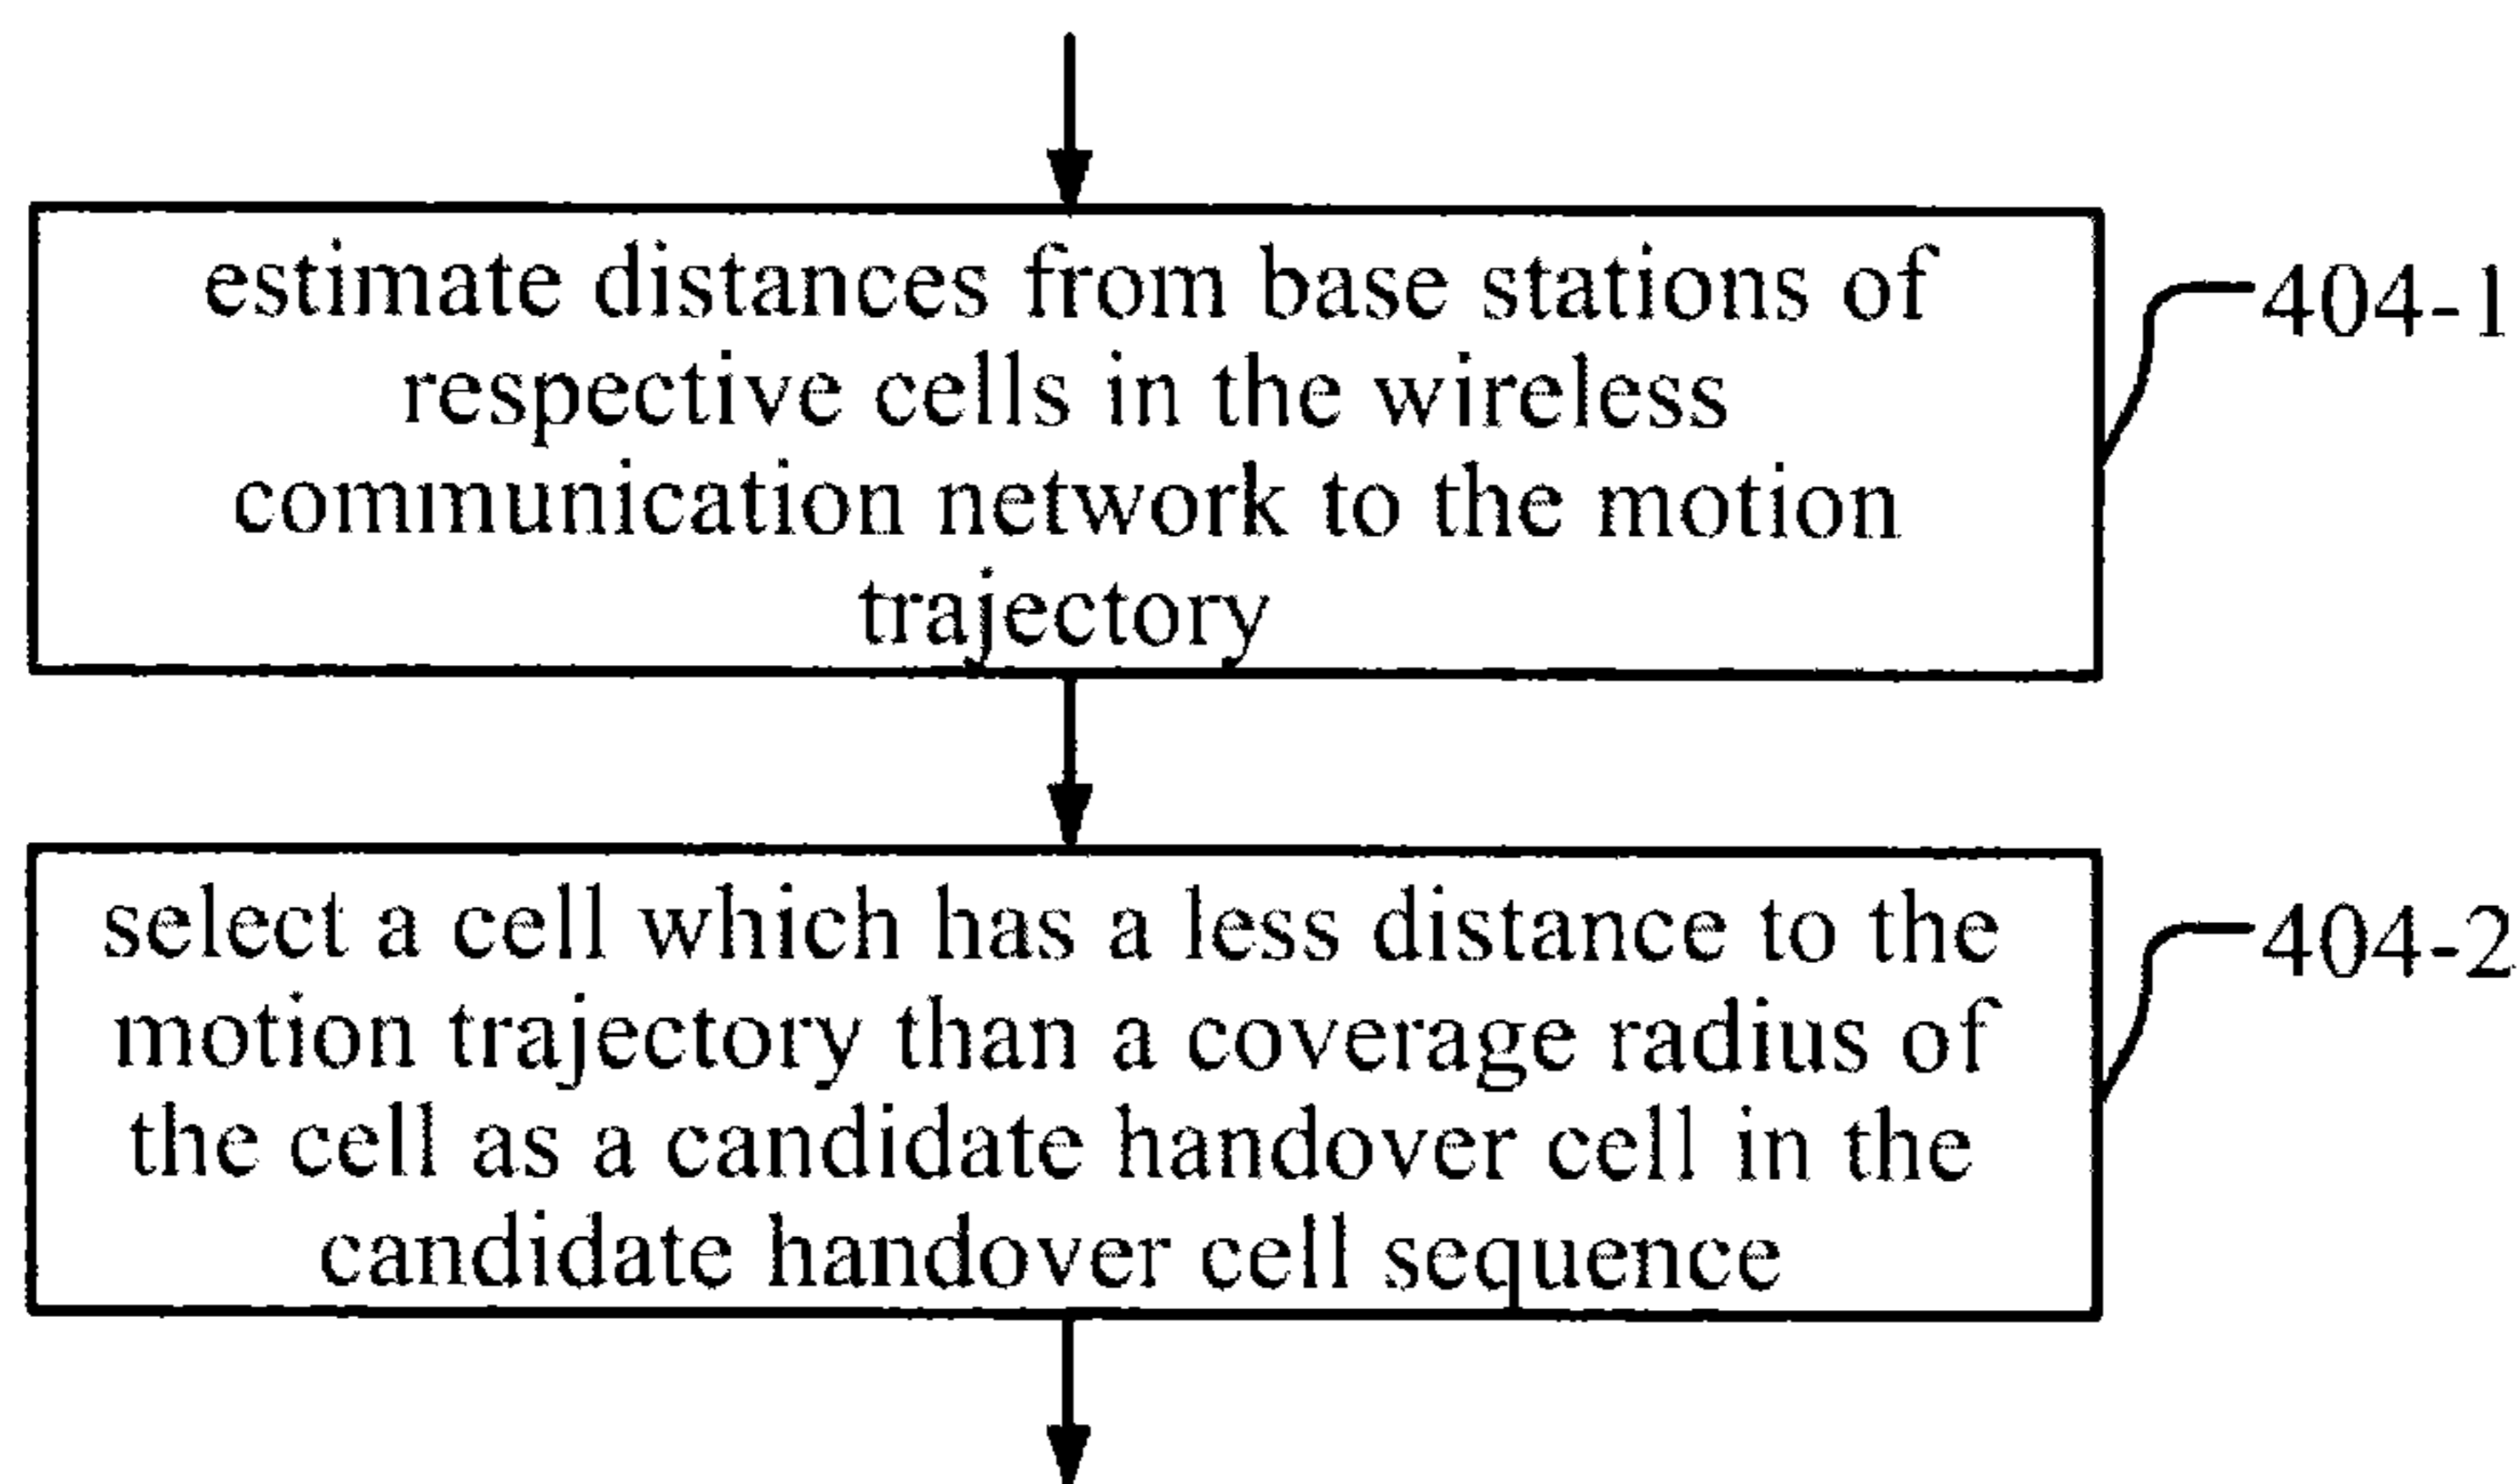 estimate distances from base stations of
respective cells in the wireless
communication network to the motion
trajectory
404-1
select a cell which has a less distance to the
motion trajectory than a coverage radius of
the cell as a candidate handover cell in the
candidate handover cell sequence
404-2